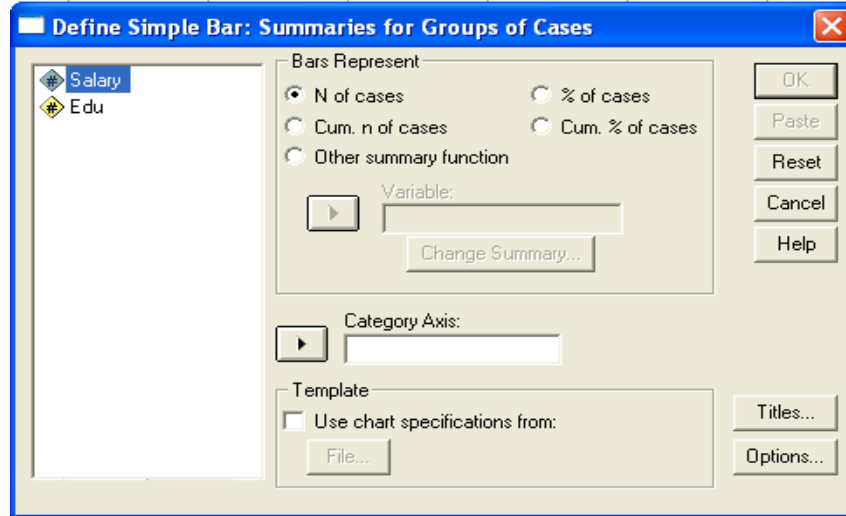 Define Simple Bar: Summaries for Groups of Cases
Salary
Edu
Bars Represent
N of cases
% of cases
Cum. n of cases
Cum. % of cases
Other summary function
Variable:
Change Summary...
Category Axis:
Template
Use chart specifications from:
File...
OK
Paste
Reset
Cancel
Help
Titles...
Options...